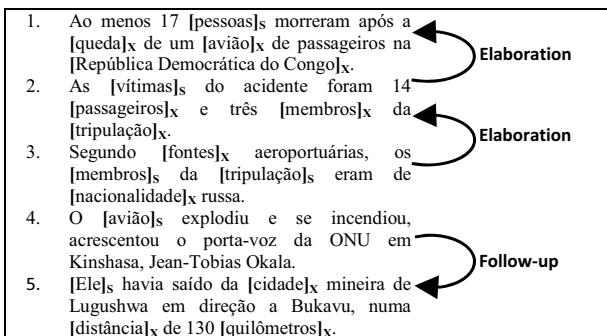 1. Ao menos 17 [pessoas]S morreram após a
[queda]X de um [avião]X de passageiros na
[República Democrática do Congo]X.
Elaboration
2. As [vítimas]S do acidente foram 14
[passageiros]X e três [membros]X da
[tripulação]X.
Elaboration
3. Segundo [fontes]X aeroportuárias, os
[membros]S da [tripulação]S eram de
[nacionalidade]X russa.
4. O [avião]S explodiu e se incendiou,
acrescentou o porta-voz da ONU em
Kinshasa, Jean-Tobias Okala.
Follow-up
5. [Ele]S havia saído da [cidade]X mineira de
Lugushwa em direção a Bukavu, numa
[distância]X de 130 [quilômetros]X.